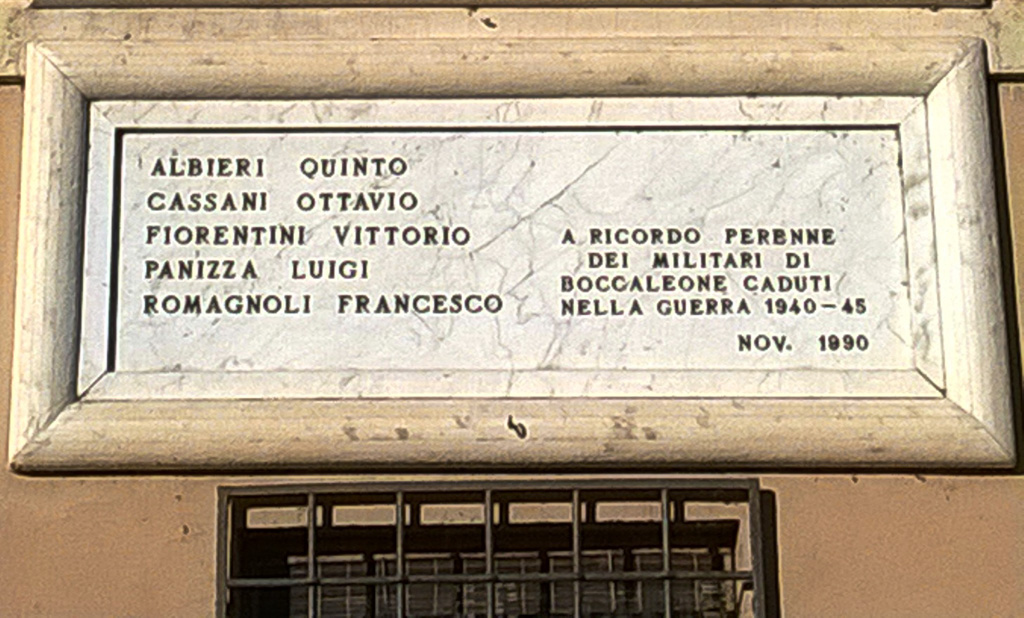 ALBIERI QUINTO
CASSANI OTTAVIO
FIORENTINI VITTORIO
PANIZZA LUIGI
ROMAGNOLI FRANCESCO
A RICORDO PERENNE
DEI MILITARI DI
BOCCALEONE CADUTI
NELLA GUERRA 1940-45
NOV. 1990